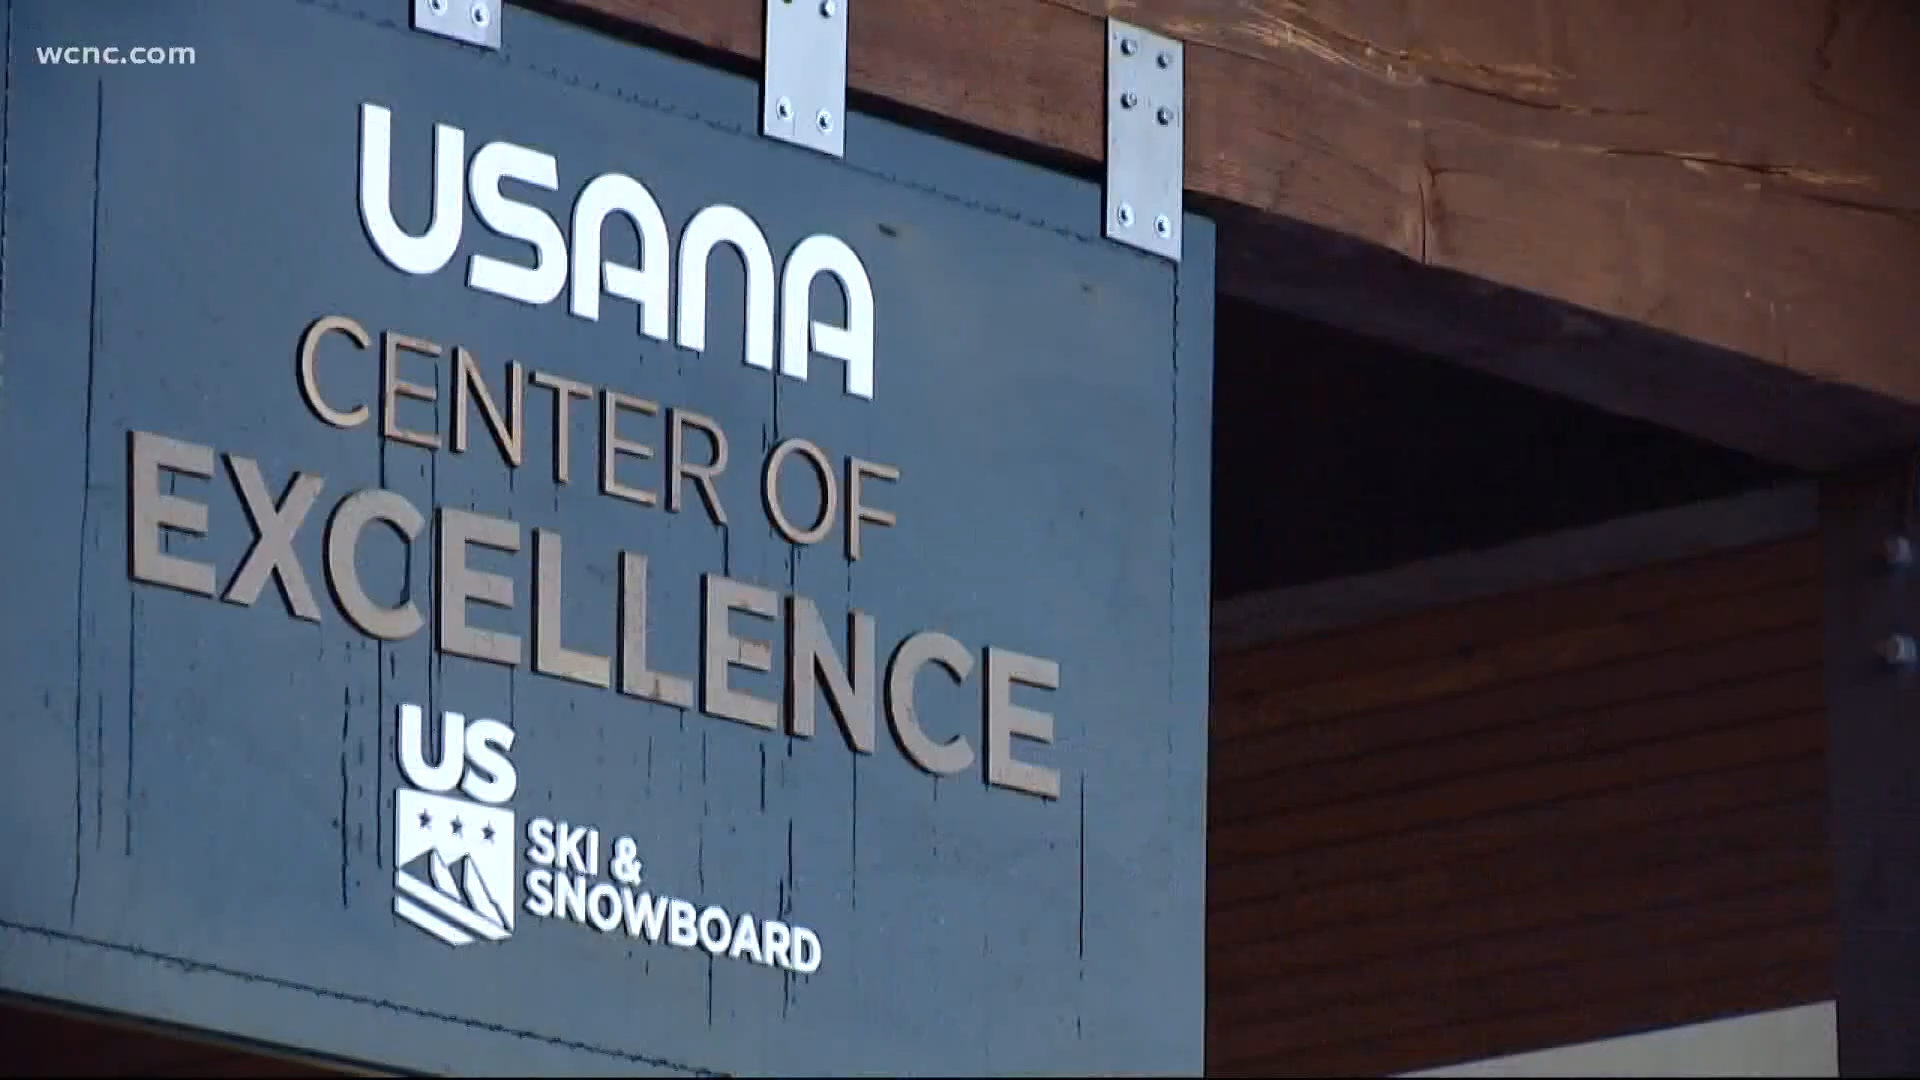 wcnc.com
USANA
CENTER OF
EXCELLENCE
US
SKI &
SNOWBOARD